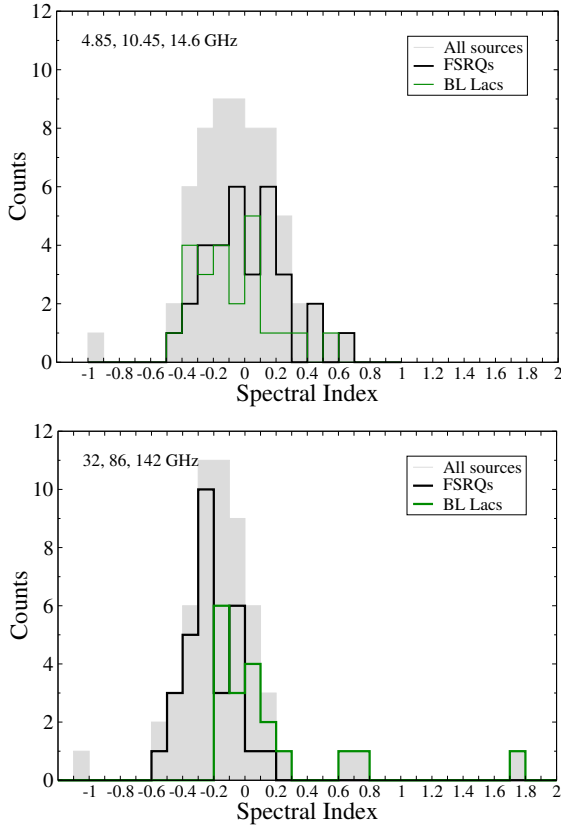 12
4.85, 10.45, 14.6 GHz
All sources
FSRQs
BL Lacs
10
8
6
4
2
0
Counts
-1 -0.8 -0.6 -0.4 -0.2 0 0.2 0.4 0.6 0.8 1 1.2 1.4 1.6 1.8 2
Spectral Index
12
32, 86, 142 GHz
All sources
FSRQs
BL Lacs
10
8
6
4
2
0
Counts
-1 -0.8 -0.6 -0.4 -0.2 0 0.2 0.4 0.6 0.8 1 1.2 1.4 1.6 1.8 2
Spectral Index